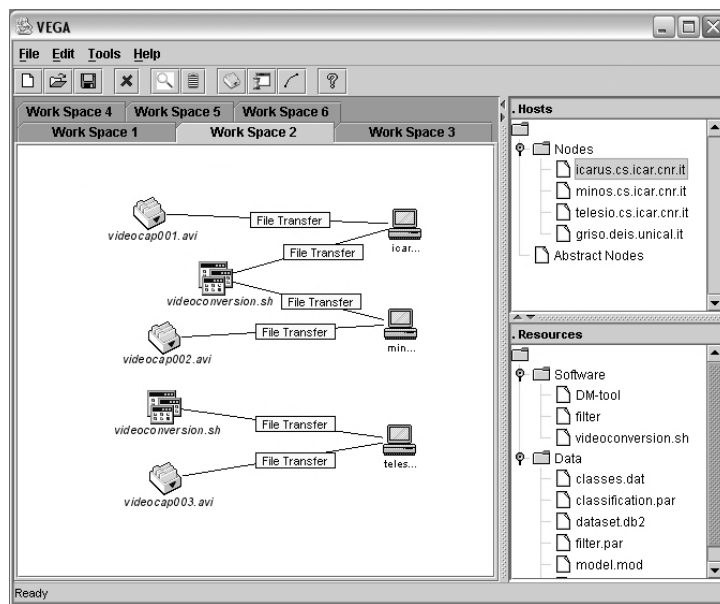 VEGA
File Edit Tools Help
Work Space 4 Work Space 5 Work Space 6
Work Space 1 Work Space 2 Work Space 3
videocap001.avi
File Transfer
icar...
File Transfer
videoconversion.sh
File Transfer
min...
File Transfer
videocap002.avi
videoconversion.sh
File Transfer
teles...
File Transfer
videocap003.avi
. Hosts
Nodes
icarus.cs.icar.cnr.it
minos.cs.icar.cnr.it
telesio.cs.icar.cnr.it
griso.deis.unical.it
Abstract Nodes
. Resources
Software
DM-tool
filter
videoconversion.sh
Data
classes.dat
classification.par
dataset.db2
filter.par
model.mod
Ready